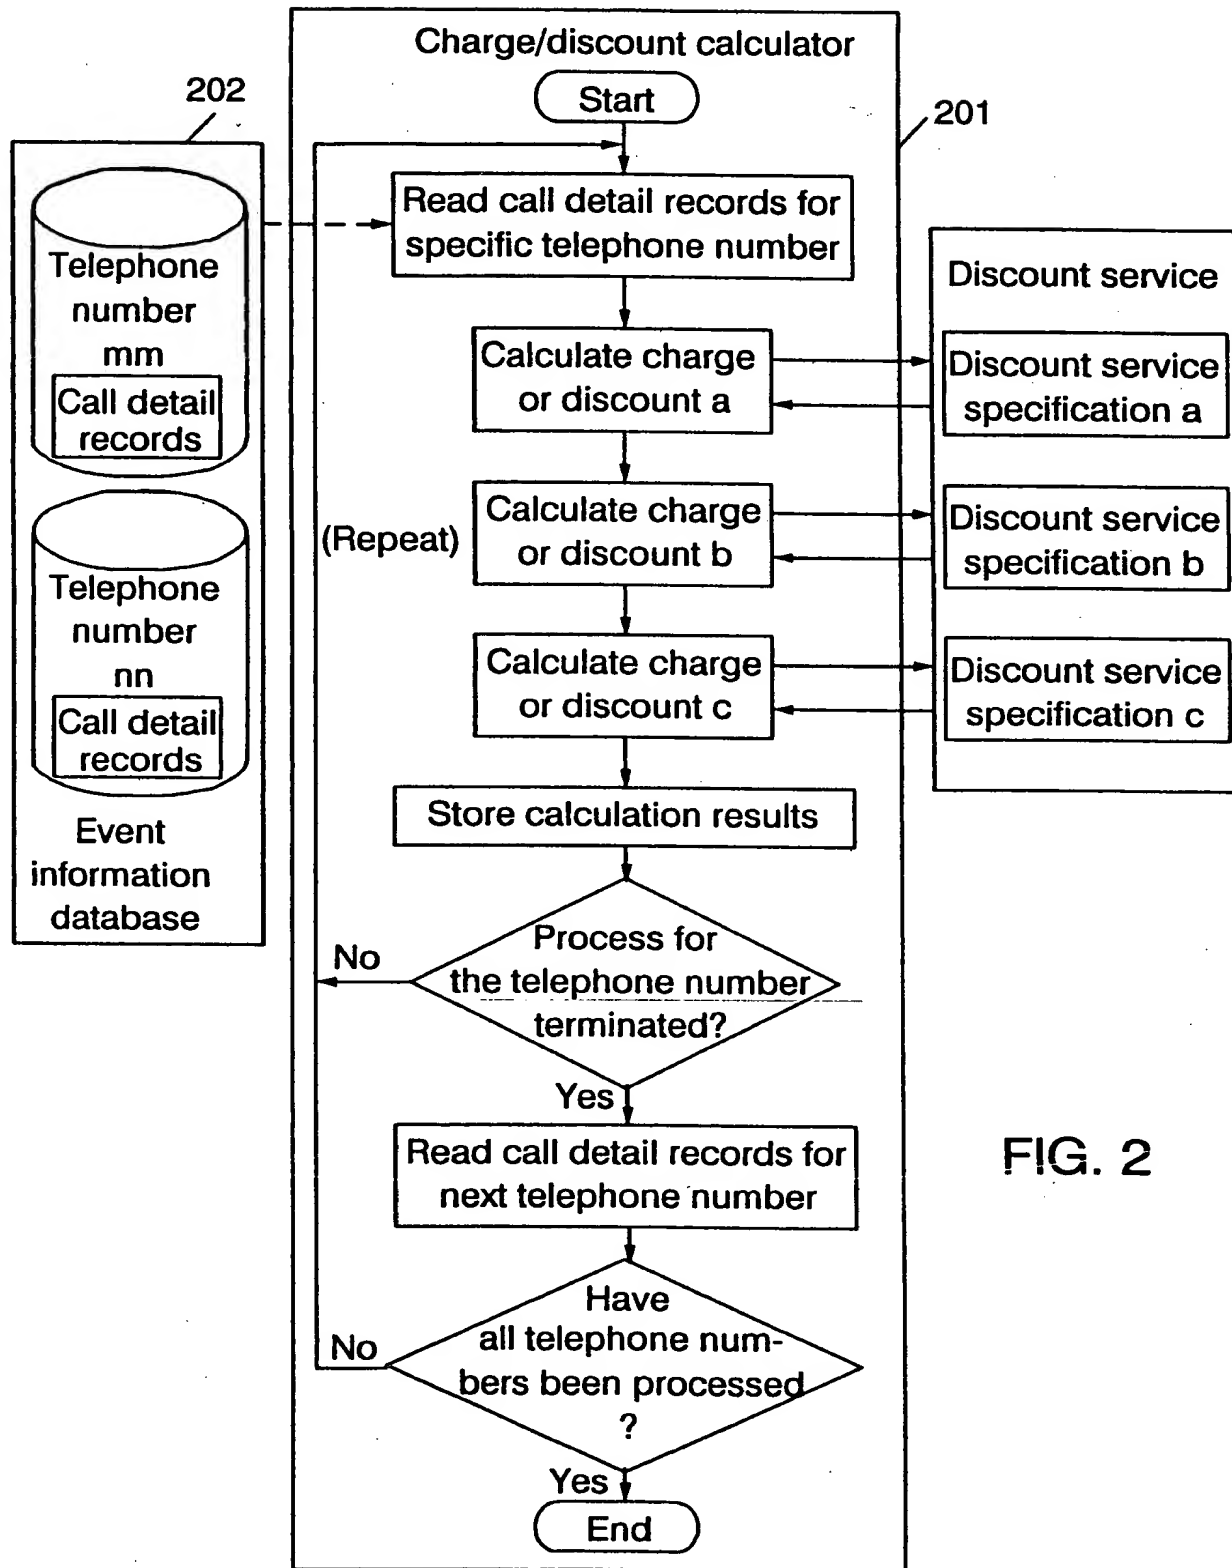 Charge/discount calculator
202
Start
201
Read call detail records for
specific telephone number
Telephone
number
mm
Call detail
records
Discount service
Calculate charge
or discount a
Discount service
specification a
(Repeat)
Calculate charge
or discount b
Discount service
specification b
Telephone
number
nn
Call detail
records
Calculate charge
or discount c
Discount service
specification c
Store calculation results
Event
information
database
Process for
the telephone number
terminated?
No
Yes
Read call detail records for
next telephone number
FIG. 2
Have
all telephone num-
bers been processed
?
No
Yes
End